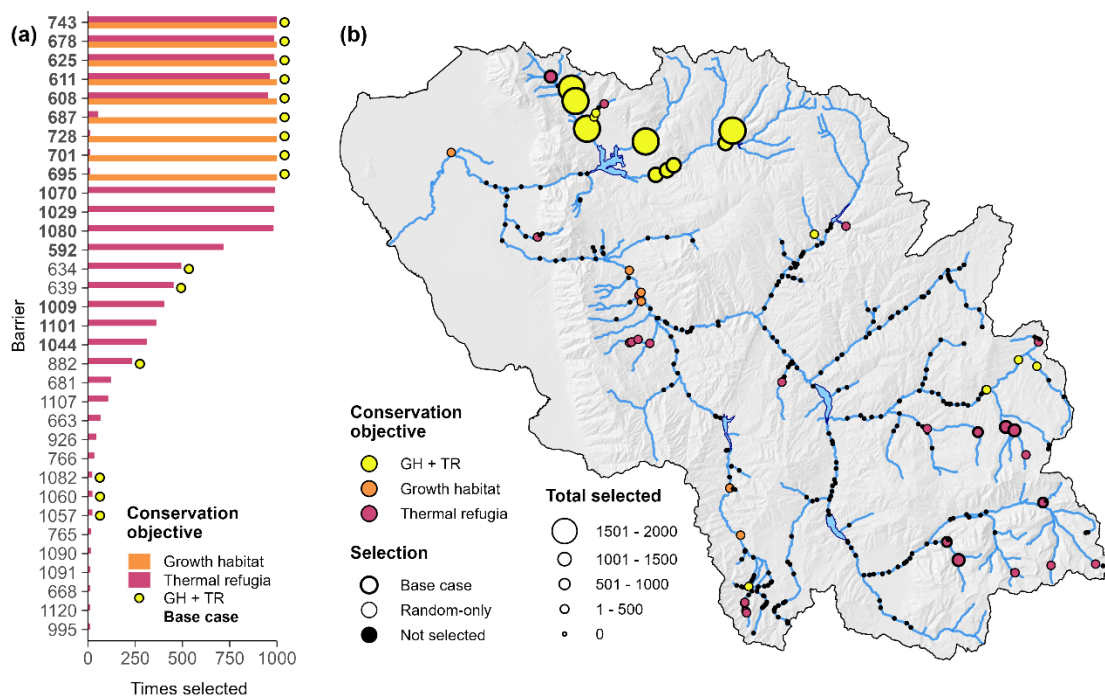 (a)
Barrier
743
678
625
611
608
687
728
701
695
1070
1029
1080
592
634
639
1009
1101
1044
882
681
1107
663
926
766
1082
1060
1057
765
1090
1091
668
1120
995
Conservation
objective
Growth habitat
Thermal refugia
GH + TR
Base case
0 250 500 750 1000
Times selected
(b)
Conservation
objective
GH + TR
Growth habitat
Thermal refugia
Selection
Base case
Random-only
Not selected
Total selected
1501 - 2000
1001 - 1500
501 - 1000
1 - 500
0